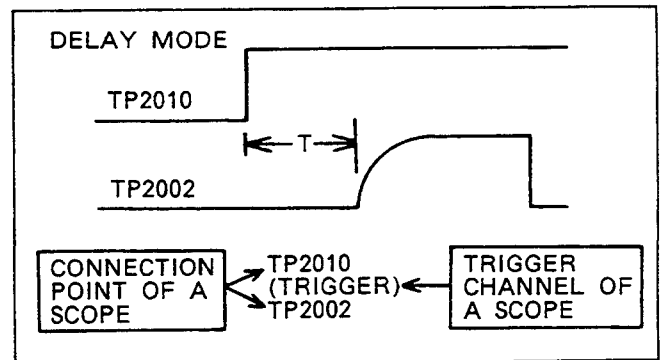 DELAY MODE
TP2010
T
TP2002
CONNECTION
POINT OF A
SCOPE
TP2010
(TRIGGER)
TP2002
TRIGGER
CHANNEL OF
A SCOPE